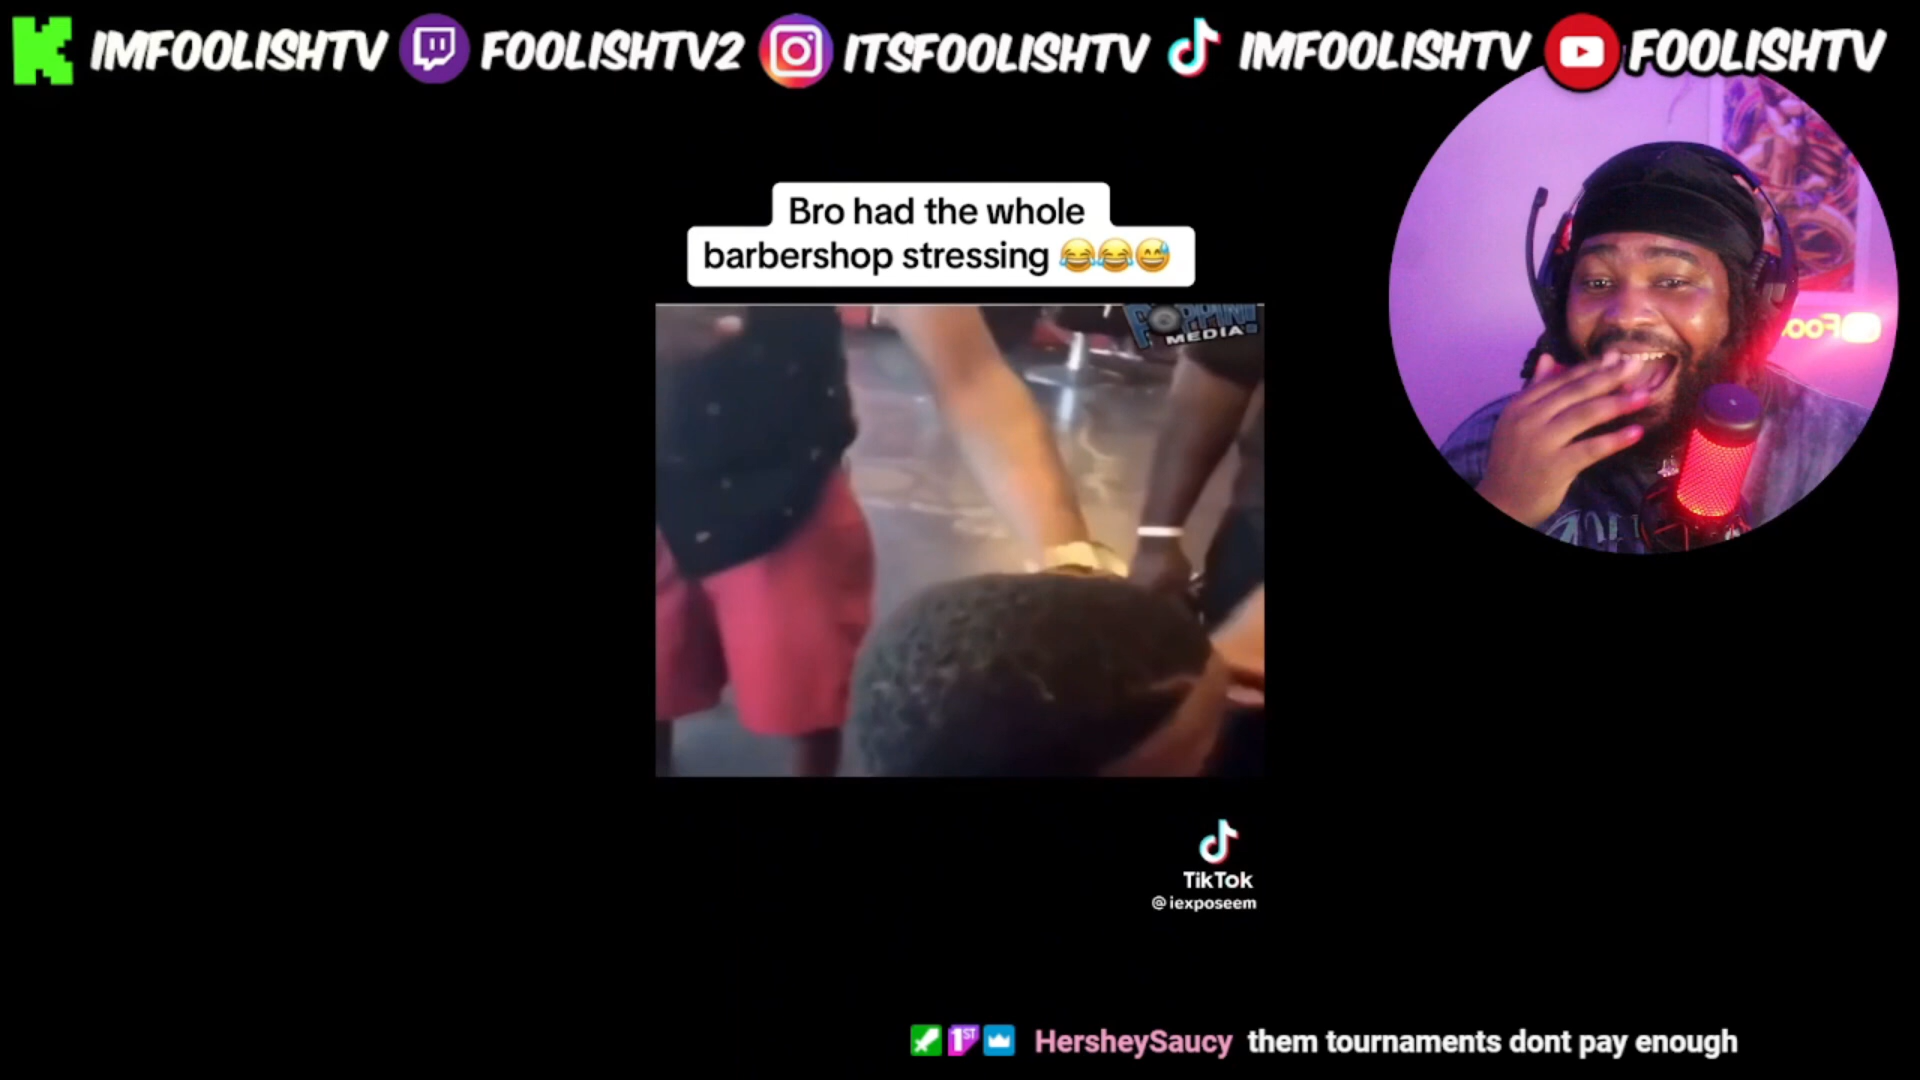 IMFOOLISHTV FOOLISHTV2 ITSFOOLISHTV IMFOOLISHTV FOOLISHTV
Bro had the whole
barbershop stressing 😂😂😅
MEDIA
TikTok
@iexposeem
1ST HersheySaucy them tournaments dont pay enough